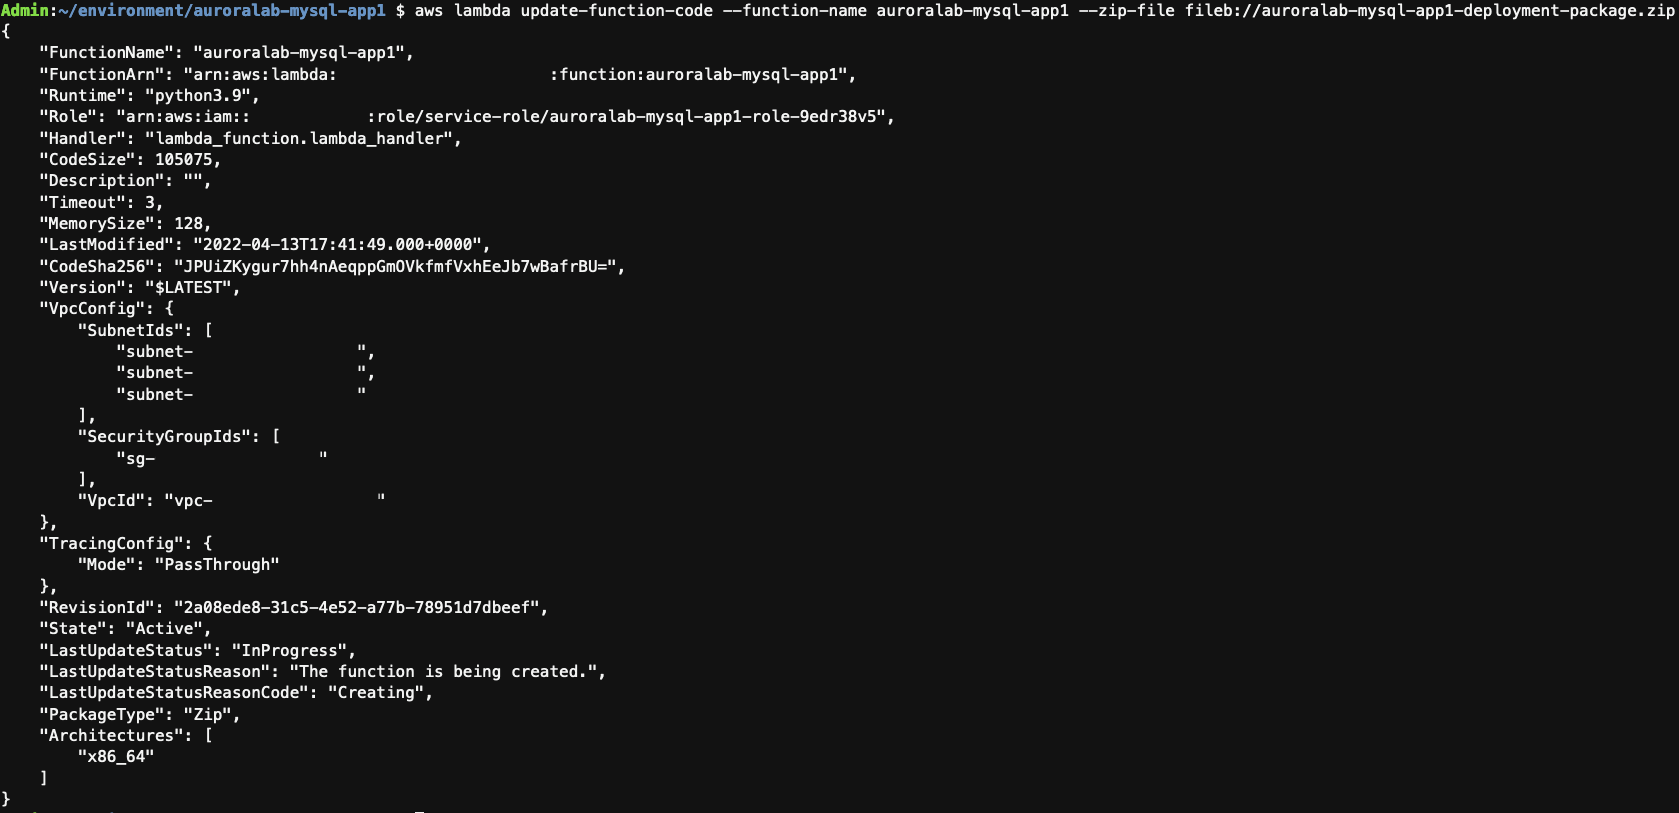 Admin:~/environment/auroralab-mysql-app1 $ aws lambda update-function-code --function-name auroralab-mysql-app1 --zip-file fileb://auroralab-mysql-app1-deployment-package.zip
{
    "FunctionName": "auroralab-mysql-app1",
    "FunctionArn": "arn:aws:lambda:                      :function:auroralab-mysql-app1",
    "Runtime": "python3.9",
    "Role": "arn:aws:iam::            :role/service-role/auroralab-mysql-app1-role-9edr38v5",
    "Handler": "lambda_function.lambda_handler",
    "CodeSize": 105075,
    "Description": "",
    "Timeout": 3,
    "MemorySize": 128,
    "LastModified": "2022-04-13T17:41:49.000+0000",
    "CodeSha256": "JPUiZKygur7hh4nAeqppGmOVkfmfVxhEeJb7wBafrBU=",
    "Version": "$LATEST",
    "VpcConfig": {
        "SubnetIds": [
            "subnet-                 ",
            "subnet-                 ",
            "subnet-                 "
        ],
        "SecurityGroupIds": [
            "sg-                 "
        ],
        "VpcId": "vpc-                 "
    },
    "TracingConfig": {
        "Mode": "PassThrough"
    },
    "RevisionId": "2a08ede8-31c5-4e52-a77b-78951d7dbeef",
    "State": "Active",
    "LastUpdateStatus": "InProgress",
    "LastUpdateStatusReason": "The function is being created.",
    "LastUpdateStatusReasonCode": "Creating",
    "PackageType": "Zip",
    "Architectures": [
        "x86_64"
    ]
}